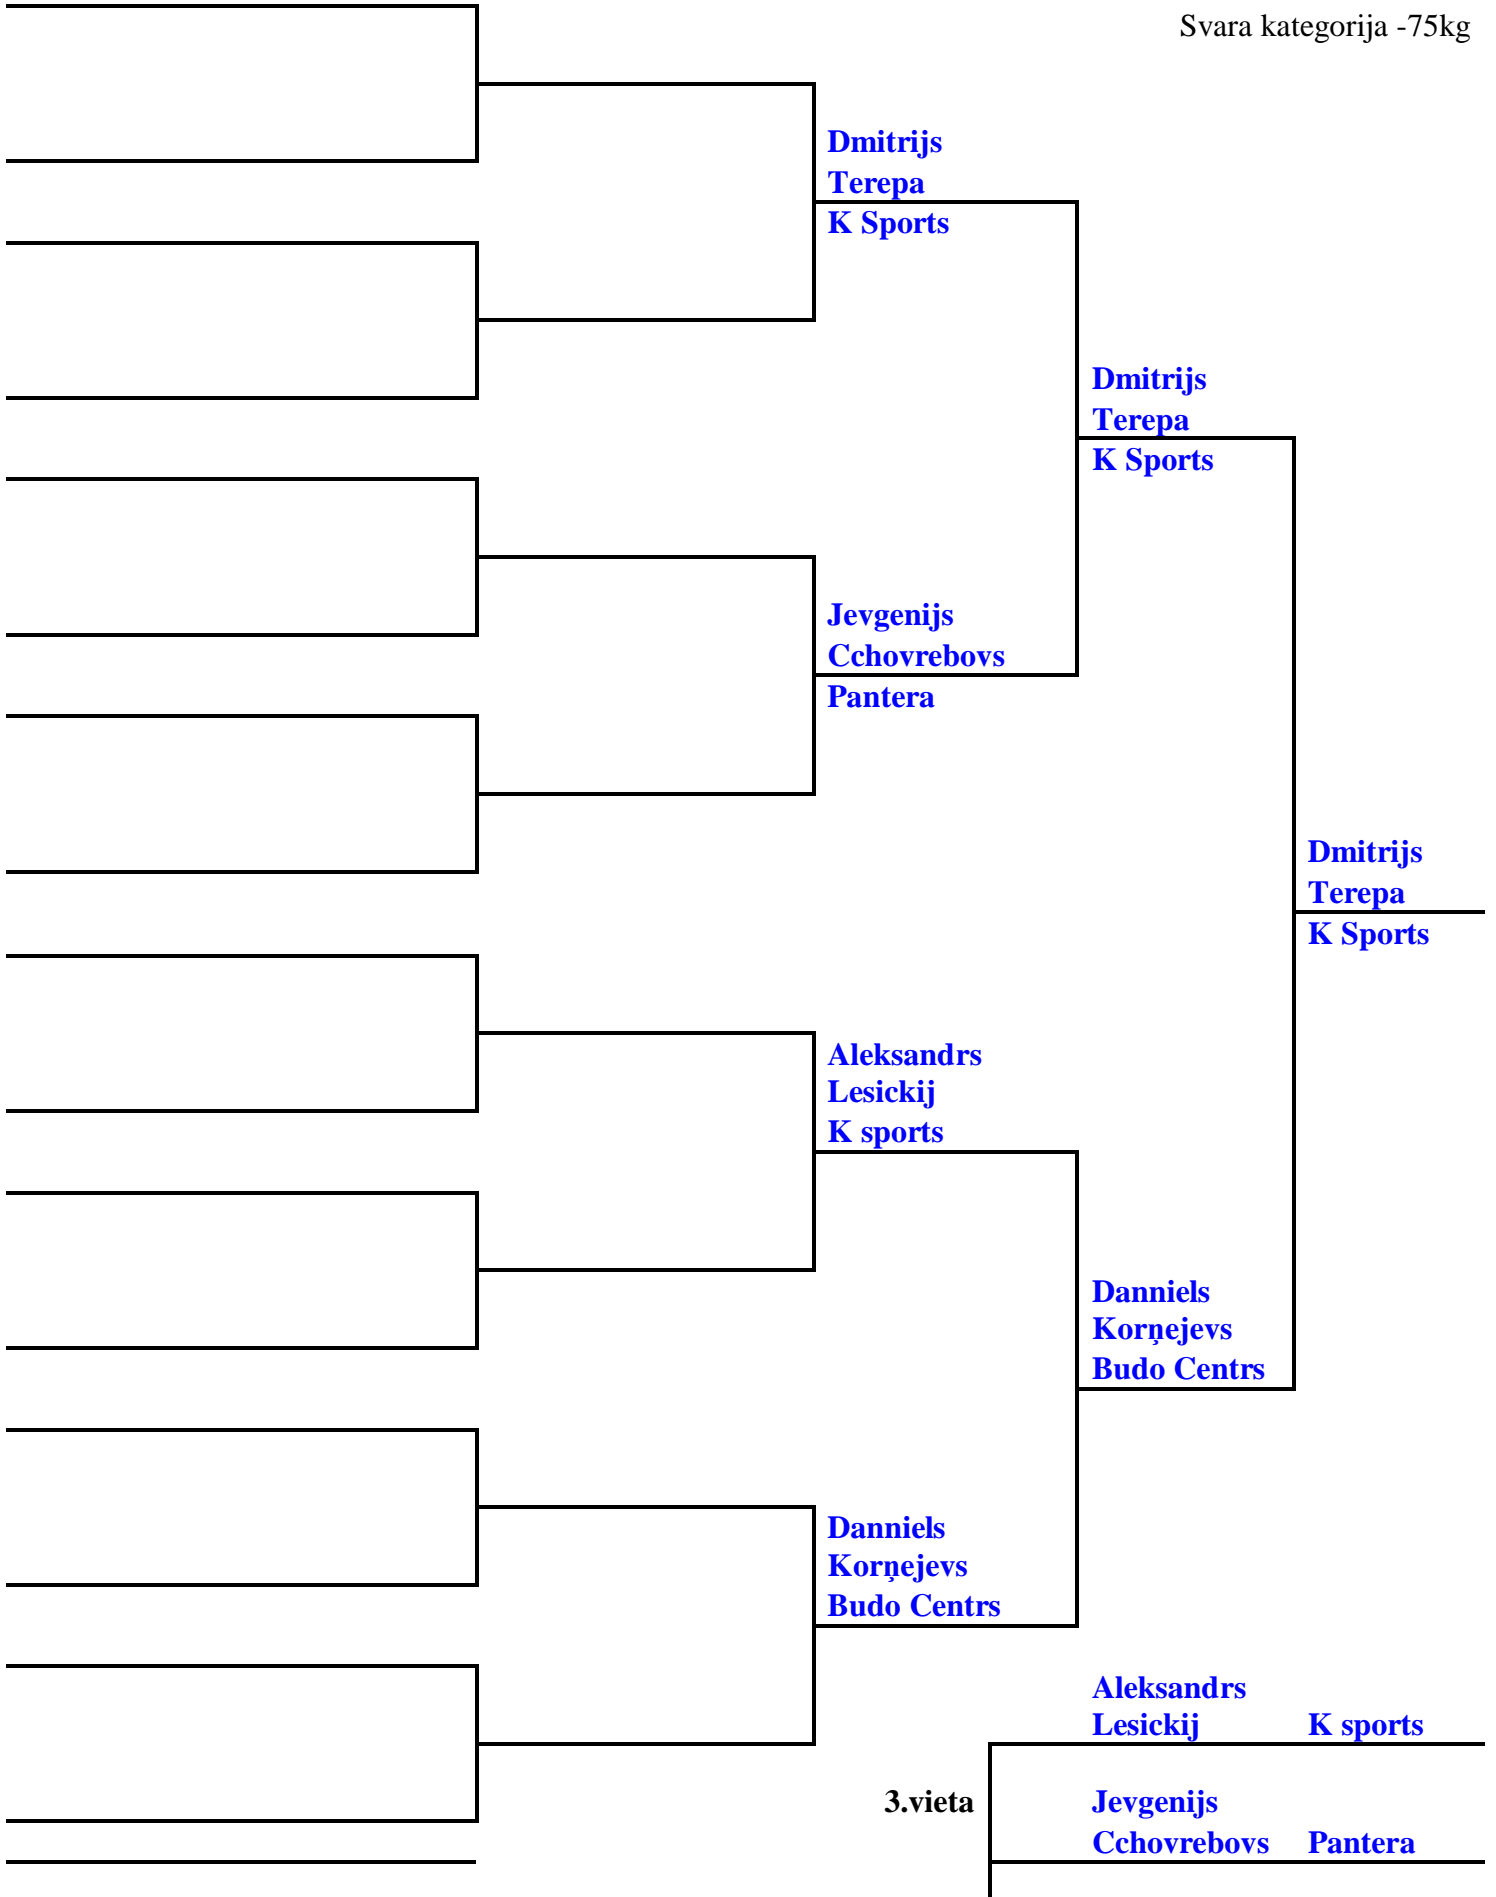 Svara kategorija -75kg
Dmitrijs
Terepa
K Sports
Dmitrijs
Terepa
K Sports
Jevgenijs
Cchovrebovs
Pantera
Dmitrijs
Terepa
K Sports
Aleksandrs
Lesickij
K sports
Danniels
Korņejevs
Budo Centrs
Danniels
Korņejevs
Budo Centrs
Aleksandrs
Lesickij K sports
3.vieta Jevgenijs
Cchovrebovs Pantera